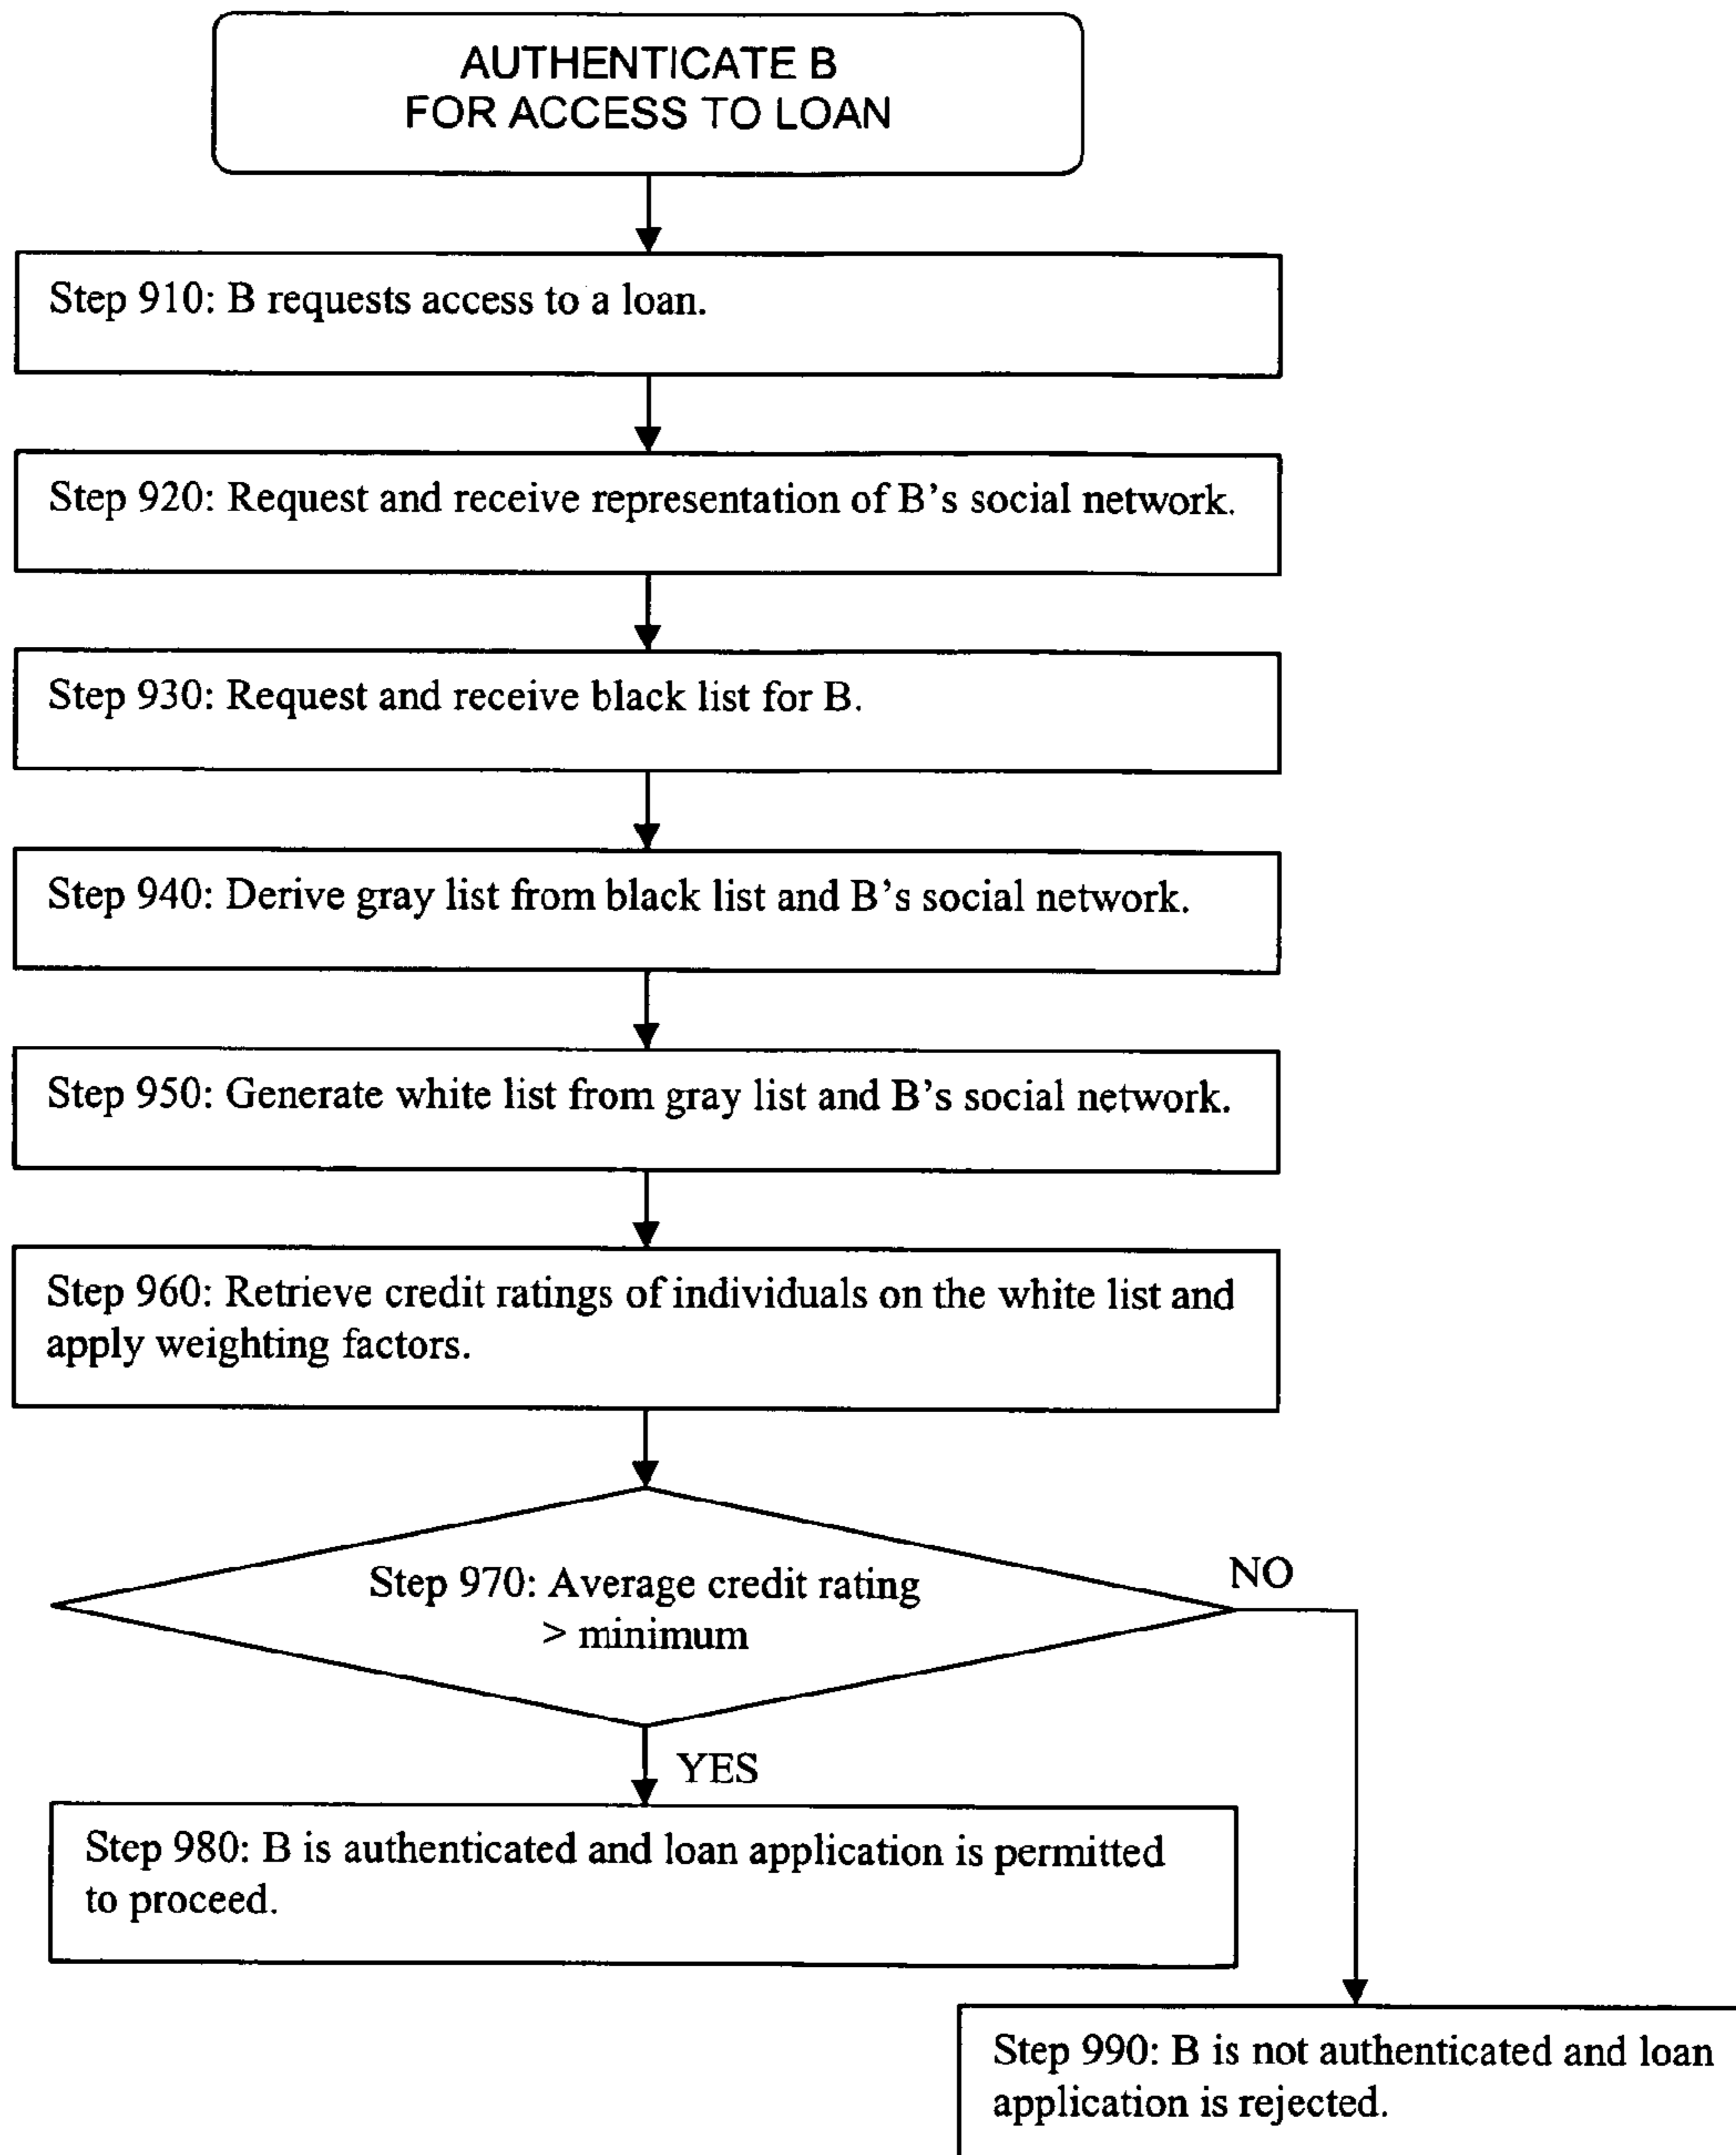 AUTHENTICATE B
FOR ACCESS TO LOAN
Step 910: B requests access to a loan.
Step 920: Request and receive representation of B's social network.
Step 930: Request and receive black list for B.
Step 940: Derive gray list from black list and B's social network.
Step 950: Generate white list from gray list and B's social network.
Step 960: Retrieve credit ratings of individuals on the white list and
apply weighting factors.
Step 970: Average credit rating
> minimum
NO
YES
Step 980: B is authenticated and loan application is permitted
to proceed.
Step 990: B is not authenticated and loan
application is rejected.